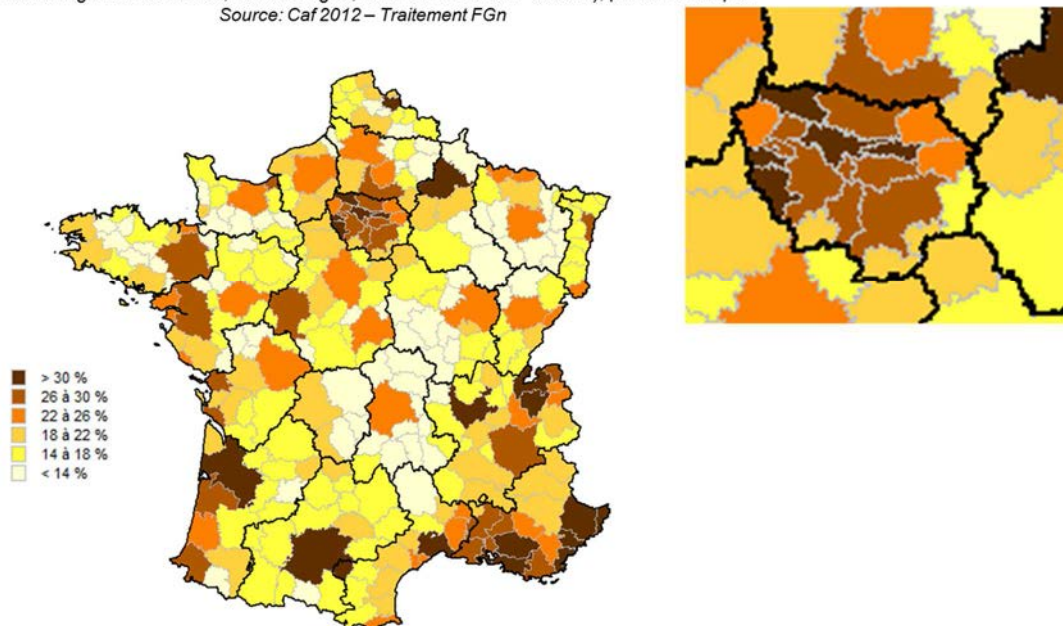 Source: Caf 2012 – Traitement FGn
> 30 %
26 à 30 %
22 à 26 %
18 à 22 %
14 à 18 %
< 14 %